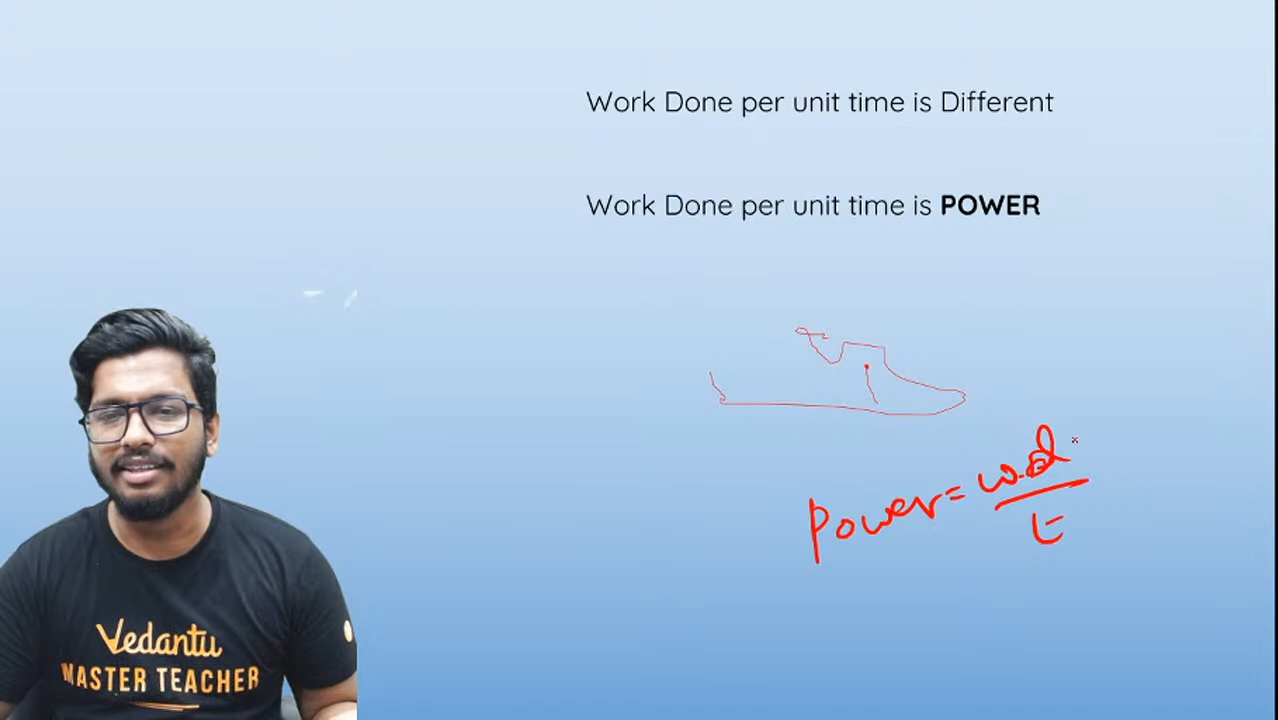 Work Done per unit time is Different
Work Done per unit time is POWER
Power = w.d
t
Vedantu
MASTER TEACHER